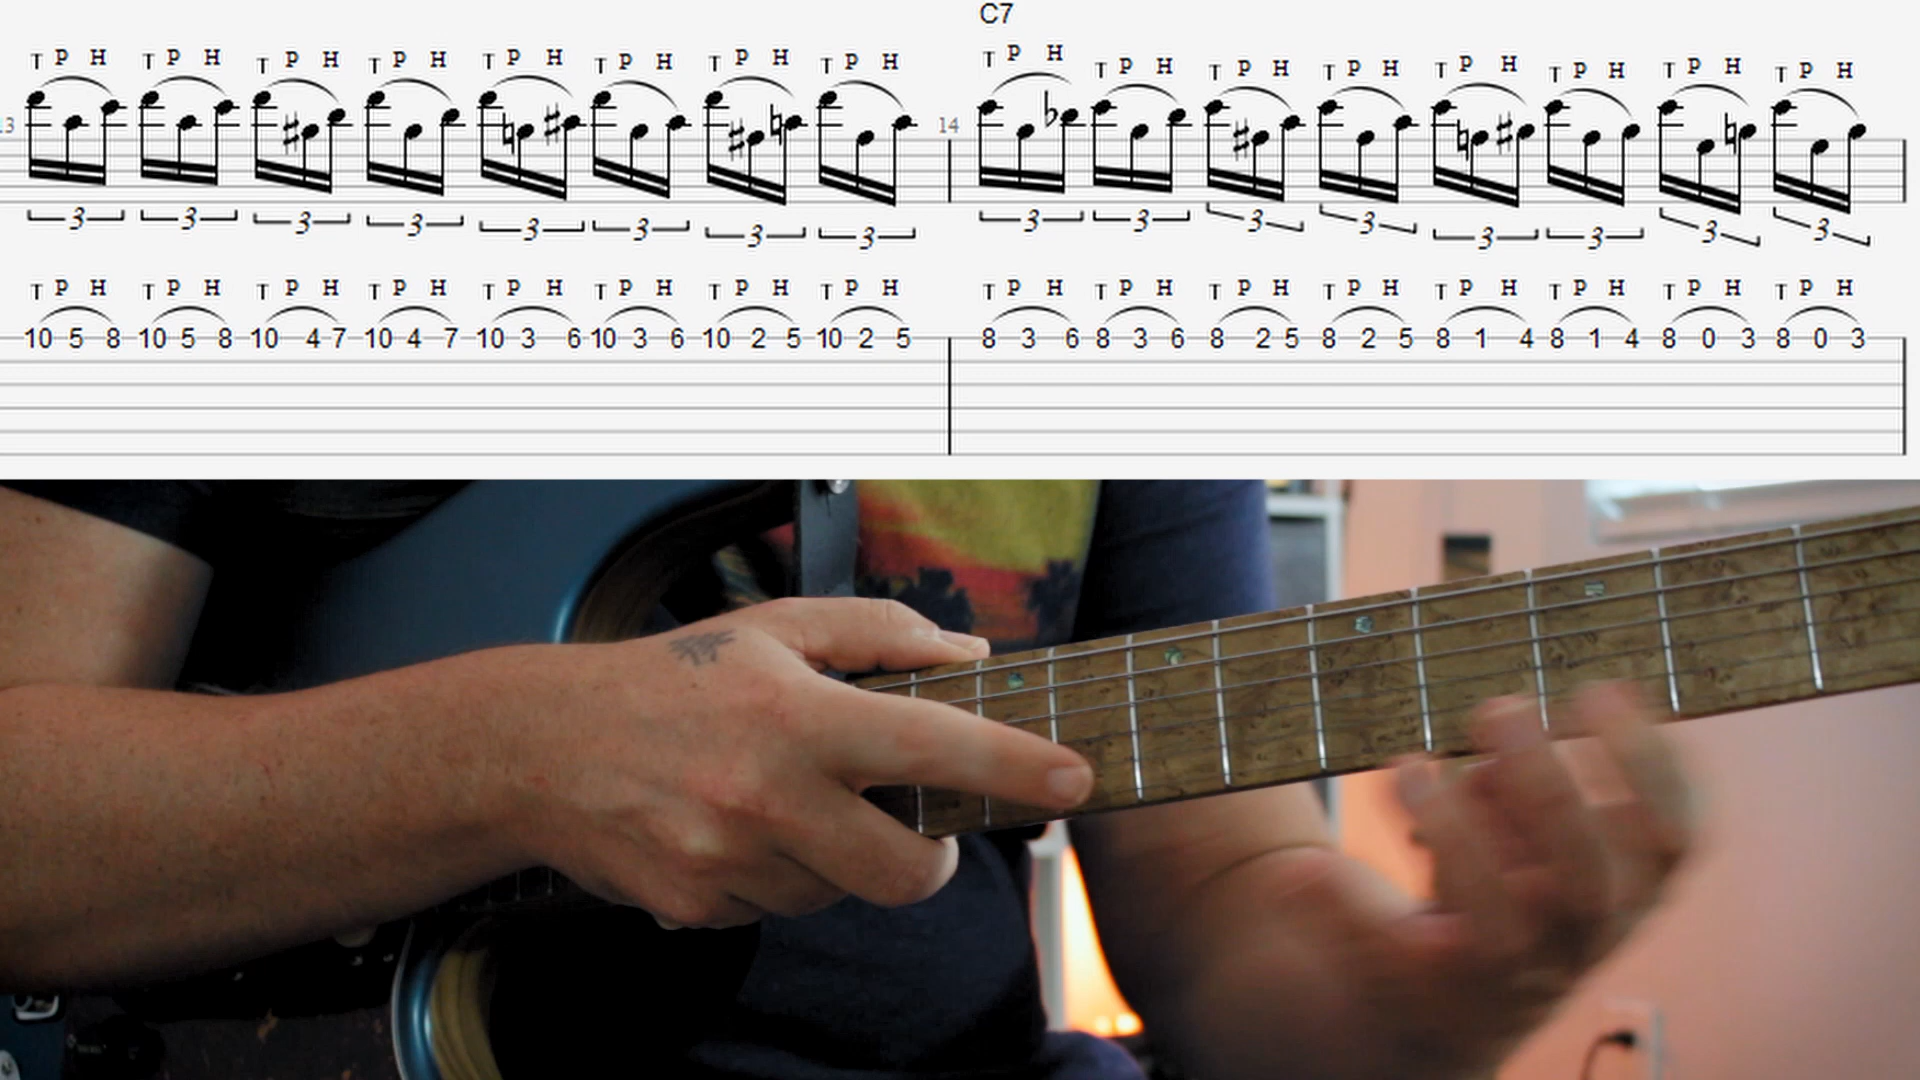 C7
T P H T P H T P H T P H T P H T P H T P H T P H T P H T P H T P H T P H T P H T P H T P H T P H
13 14
3 3 3 3 3 3 3 3 3 3 3 3 3 3 3 3
T P H T P H T P H T P H T P H T P H T P H T P H T P H T P H T P H T P H T P H T P H T P H T P H
10 5 8 10 5 8 10 4 7 10 4 7 10 3 6 10 3 6 10 2 5 10 2 5 8 3 6 8 3 6 8 2 5 8 2 5 8 1 4 8 1 4 8 0 3 8 0 3